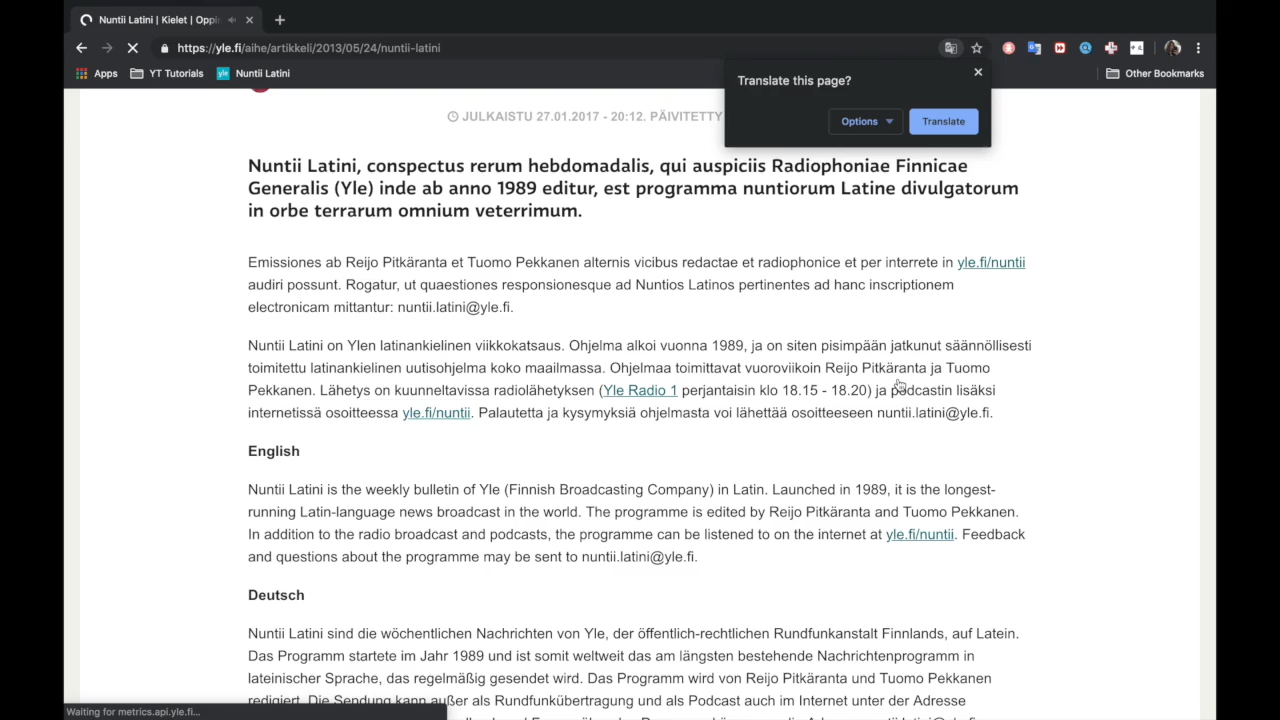 Nuntii Latini | Kielet | Oppi
https://yle.fi/aihe/artikkeli/2013/05/24/nuntii-latini
Apps
YT Tutorials
yle
Nuntii Latini
Other Bookmarks
Translate this page?
Options
Translate
JULKAISTU 27.01.2017 - 20:12. PÄIVITETTY
Nuntii Latini, conspectus rerum hebdomadalis, qui auspiciis Radiophoniae Finnicae
Generalis (Yle) inde ab anno 1989 editur, est programma nuntiorum Latine divulgatorum
in orbe terrarum omnium veterrimum.
Emissiones ab Reijo Pitkäranta et Tuomo Pekkanen alternis vicibus redactae et radiophonice et per interrete in yle.fi/nuntii
audiri possunt. Rogatur, ut quaestiones responsionesque ad Nuntios Latinos pertinentes ad hanc inscriptionem
electronicam mittantur: nuntii.latini@yle.fi.
Nuntii Latini on Ylen latinankielinen viikkokatsaus. Ohjelma alkoi vuonna 1989, ja on siten pisimpään jatkunut säännöllisesti
toimitettu latinankielinen uutisohjelma koko maailmassa. Ohjelmaa toimittavat vuoroviikoin Reijo Pitkäranta ja Tuomo
Pekkanen. Lähetys on kuunneltavissa radiolähetyksen (Yle Radio 1 perjantaisin klo 18.15 - 18.20) ja podcastin lisäksi
internetissä osoitteessa yle.fi/nuntii. Palautetta ja kysymyksiä ohjelmasta voi lähettää osoitteeseen nuntii.latini@yle.fi.
English
Nuntii Latini is the weekly bulletin of Yle (Finnish Broadcasting Company) in Latin. Launched in 1989, it is the longest-
running Latin-language news broadcast in the world. The programme is edited by Reijo Pitkäranta and Tuomo Pekkanen.
In addition to the radio broadcast and podcasts, the programme can be listened to on the internet at yle.fi/nuntii. Feedback
and questions about the programme may be sent to nuntii.latini@yle.fi.
Deutsch
Nuntii Latini sind die wöchentlichen Nachrichten von Yle, der öffentlich-rechtlichen Rundfunkanstalt Finnlands, auf Latein.
Das Programm startete im Jahr 1989 und ist somit weltweit das am längsten bestehende Nachrichtenprogramm in
lateinischer Sprache, das regelmäßig gesendet wird. Das Programm wird von Reijo Pitkäranta und Tuomo Pekkanen
redigiert. Die Sendung kann außer als Rundfunkübertragung und als Podcast auch im Internet unter der Adresse
Waiting for metrics.api.yle.fi...